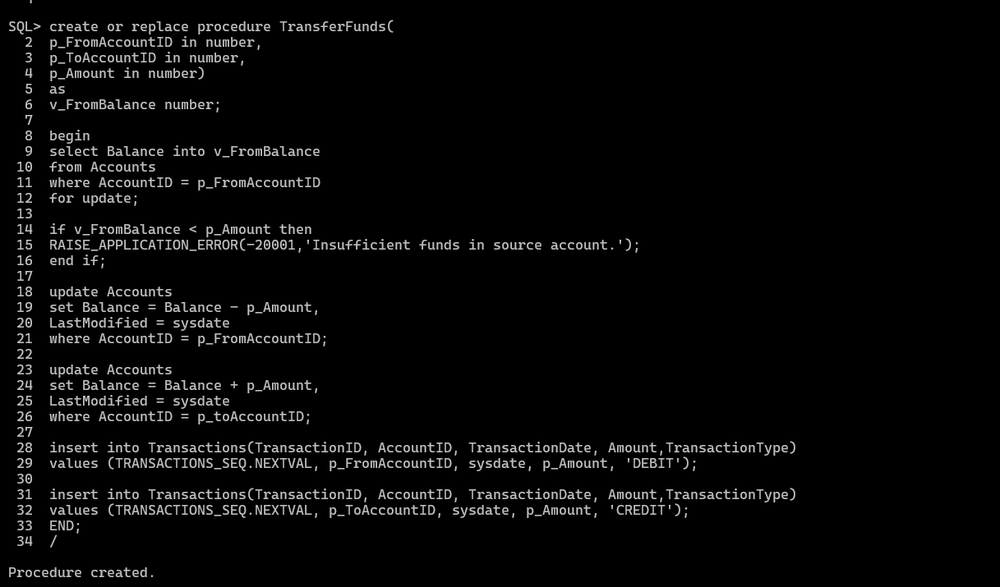 SQL> create or replace procedure TransferFunds(
2 p_FromAccountID in number,
3 p_ToAccountID in number,
4 p_Amount in number)
5 as
6 v_FromBalance number;
7
8 begin
9 select Balance into v_FromBalance
10 from Accounts
11 where AccountID = p_FromAccountID
12 for update;
13
14 if v_FromBalance < p_Amount then
15 RAISE_APPLICATION_ERROR(-20001,'Insufficient funds in source account.');
16 end if;
17
18 update Accounts
19 set Balance = Balance - p_Amount,
20 LastModified = sysdate
21 where AccountID = p_FromAccountID;
22
23 update Accounts
24 set Balance = Balance + p_Amount,
25 LastModified = sysdate
26 where AccountID = p_toAccountID;
27
28 insert into Transactions(TransactionID, AccountID, TransactionDate, Amount,TransactionType)
29 values (TRANSACTIONS_SEQ.NEXTVAL, p_FromAccountID, sysdate, p_Amount, 'DEBIT');
30
31 insert into Transactions(TransactionID, AccountID, TransactionDate, Amount,TransactionType)
32 values (TRANSACTIONS_SEQ.NEXTVAL, p_ToAccountID, sysdate, p_Amount, 'CREDIT');
33 END;
34 /
Procedure created.